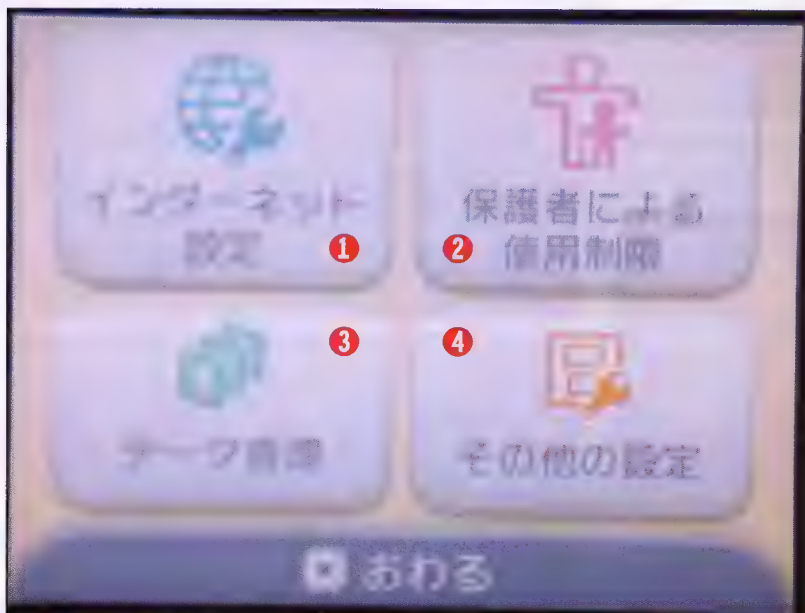 インターネット
設定
❶
保護者による
使用制限
❷
❸
データ管理
❹
その他の設定
おわる